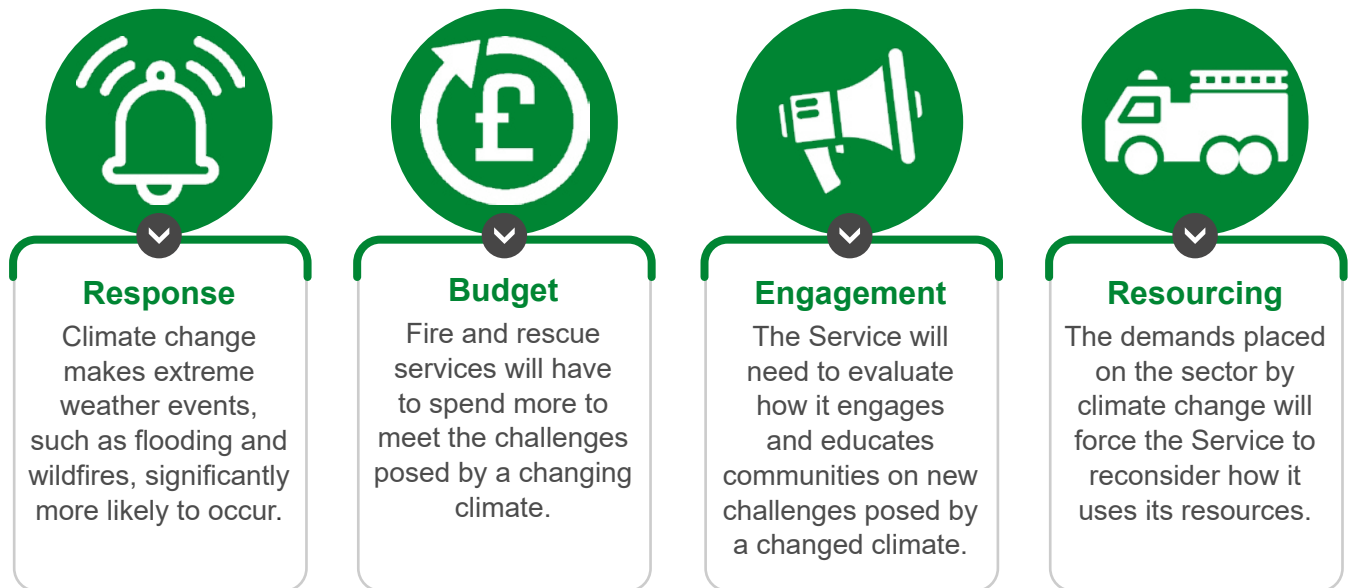 £
Response
Climate change
makes extreme
weather events,
such as flooding and
wildfires, significantly
more likely to occur.
Budget
Fire and rescue
services will have
to spend more to
meet the challenges
posed by a changing
climate.
Engagement
The Service will
need to evaluate
how it engages
and educates
communities on new
challenges posed by
a changed climate.
Resourcing
The demands placed
on the sector by
climate change will
force the Service to
reconsider how it
uses its resources.